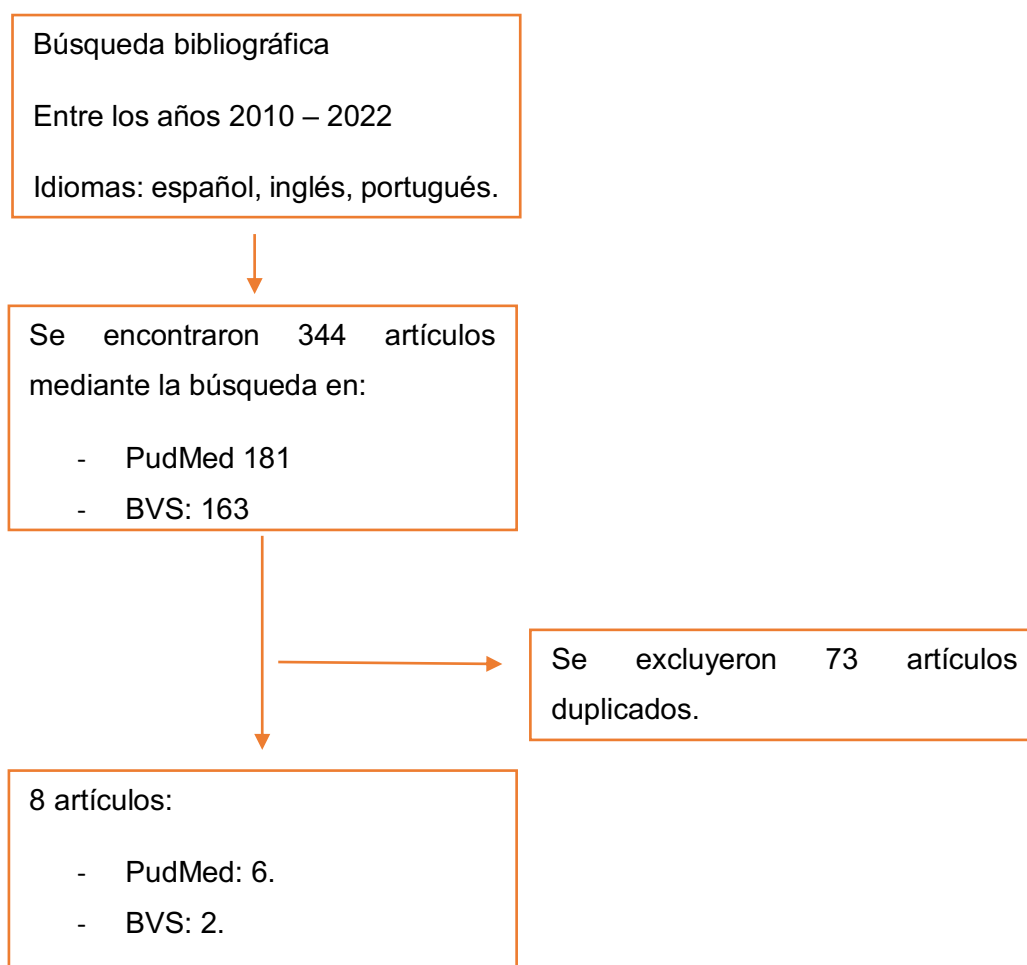 Búsqueda bibliográfica
Entre los años 2010 – 2022
Idiomas: español, inglés, portugués.
Se encontraron 344 artículos
mediante la búsqueda en:
- PudMed 181
- BVS: 163
Se excluyeron 73 artículos
duplicados.
8 artículos:
- PudMed: 6.
- BVS: 2.